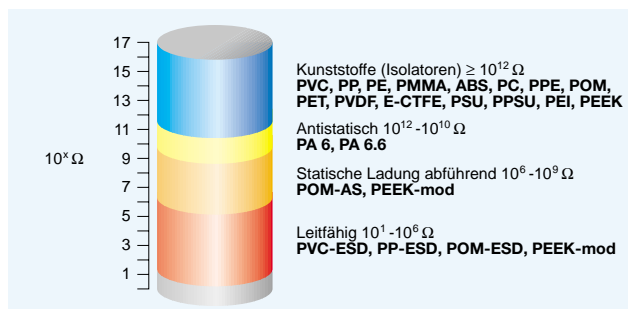 17
15
13
11
9
7
5
3
1
10ˣ Ω
Kunststoffe (Isolatoren) ≥ 10¹² Ω
PVC, PP, PE, PMMA, ABS, PC, PPE, POM,
PET, PVDF, E-CTFE, PSU, PPSU, PEI, PEEK
Antistatisch 10¹² -10¹⁰ Ω
PA 6, PA 6.6
Statische Ladung abführend 10⁶ -10⁹ Ω
POM-AS, PEEK-mod
Leitfähig 10¹ -10⁶ Ω
PVC-ESD, PP-ESD, POM-ESD, PEEK-mod